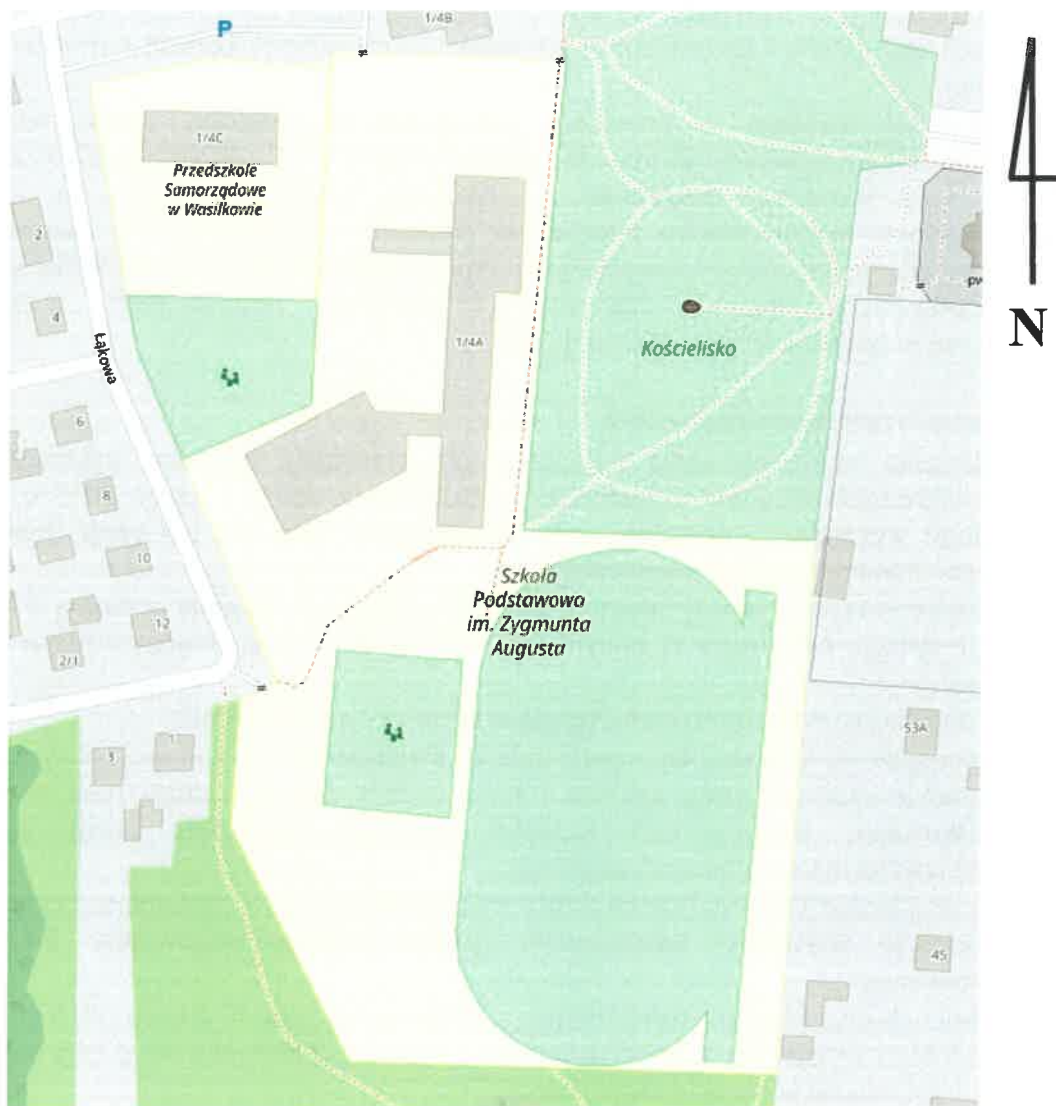 P
1/4B
1/4C
Przedszkole
Samorządowe
w Wasilkowie
2
4
Łąkowa
1/4A
Kościelisko
pw
N
6
8
10
12
2/1
Szkoła
Podstawowa
im. Zygmunta
Augusta
3
1
53A
45